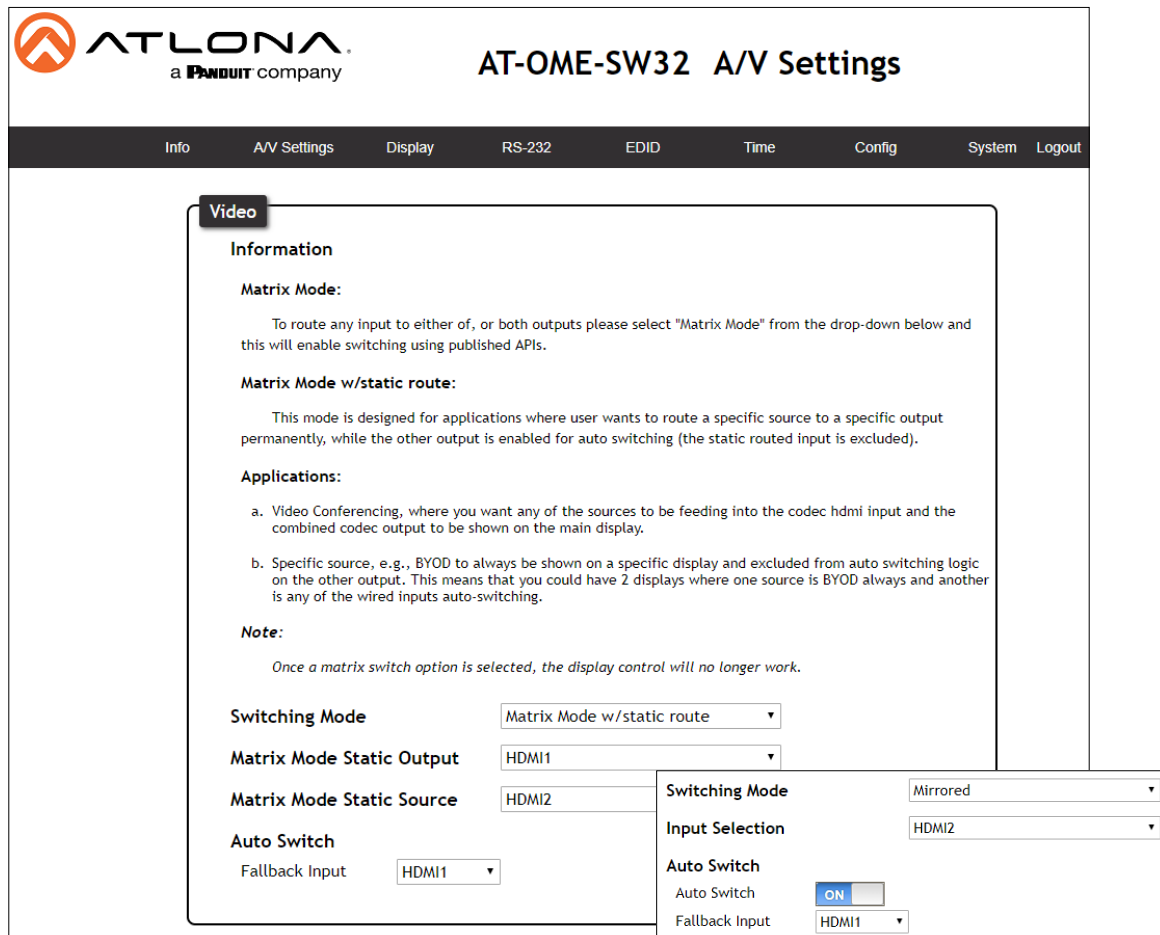 ATLONA.
a PANDUIT company
AT-OME-SW32 A/V Settings
Info A/V Settings Display RS-232 EDID Time Config System Logout
Video
Information
Matrix Mode:
To route any input to either of, or both outputs please select "Matrix Mode" from the drop-down below and
this will enable switching using published APIs.
Matrix Mode w/static route:
This mode is designed for applications where user wants to route a specific source to a specific output
permanently, while the other output is enabled for auto switching (the static routed input is excluded).
Applications:
a. Video Conferencing, where you want any of the sources to be feeding into the codec hdmi input and the
combined codec output to be shown on the main display.
b. Specific source, e.g., BYOD to always be shown on a specific display and excluded from auto switching logic
on the other output. This means that you could have 2 displays where one source is BYOD always and another
is any of the wired inputs auto-switching.
Note:
Once a matrix switch option is selected, the display control will no longer work.
Switching Mode Matrix Mode w/static route
Matrix Mode Static Output HDMI1
Matrix Mode Static Source HDMI2
Auto Switch
Fallback Input HDMI1
Switching Mode Mirrored
Input Selection HDMI2
Auto Switch
Auto Switch ON
Fallback Input HDMI1